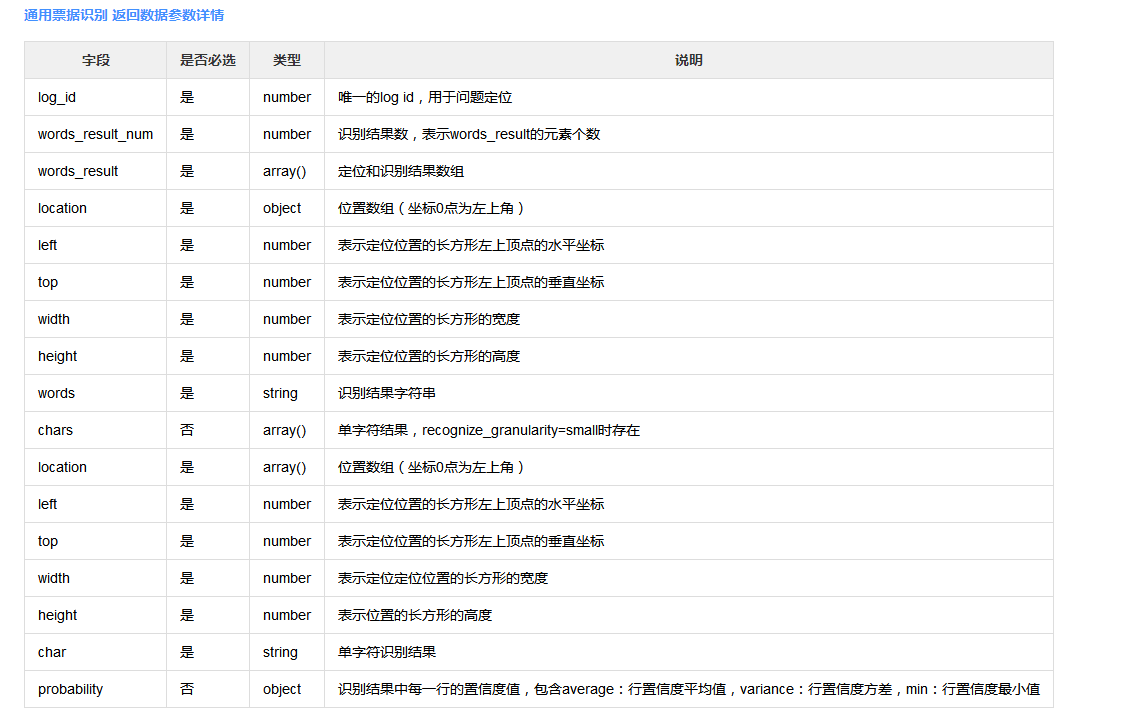 通用票据识别 返回数据参数详情
字段 是否必选 类型 说明
log_id 是 number 唯一的log id，用于问题定位
words_result_num 是 number 识别结果数，表示words_result的元素个数
words_result 是 array() 定位和识别结果数组
location 是 object 位置数组（坐标0点为左上角）
left 是 number 表示定位位置的长方形左上顶点的水平坐标
top 是 number 表示定位位置的长方形左上顶点的垂直坐标
width 是 number 表示定位位置的长方形的宽度
height 是 number 表示定位位置的长方形的高度
words 是 string 识别结果字符串
chars 否 array() 单字符结果，recognize_granularity=small时存在
location 是 array() 位置数组（坐标0点为左上角）
left 是 number 表示定位位置的长方形左上顶点的水平坐标
top 是 number 表示定位位置的长方形左上顶点的垂直坐标
width 是 number 表示定位定位位置的长方形的宽度
height 是 number 表示位置的长方形的高度
char 是 string 单字符识别结果
probability 否 object 识别结果中每一行的置信度值，包含average：行置信度平均值，variance：行置信度方差，min：行置信度最小值